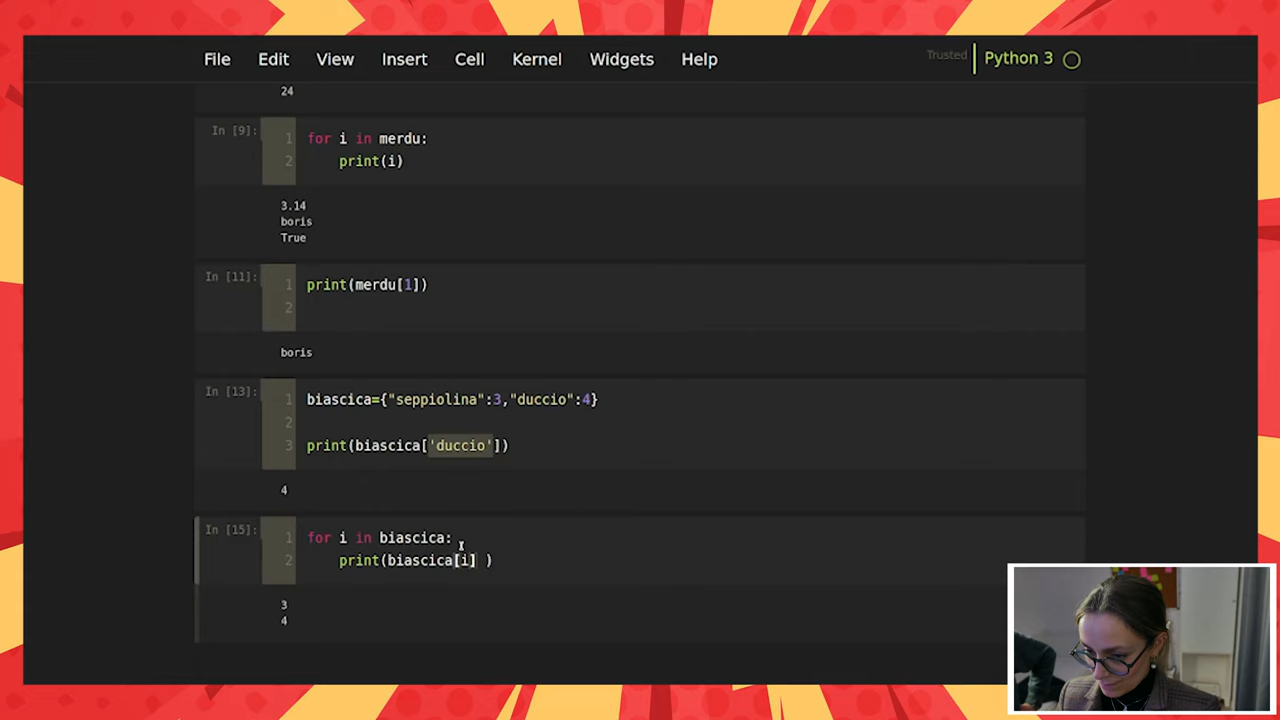 File Edit View Insert Cell Kernel Widgets Help Trusted Python 3
24
In [9]: 1 for i in merdu:
2 print(i)
3.14
boris
True
In [11]: 1 print(merdu[1])
2
boris
In [13]: 1 biascica={"seppiolina":3,"duccio":4}
2
3 print(biascica['duccio'])
4
In [15]: 1 for i in biascica:
2 print(biascica[i] )
3
4